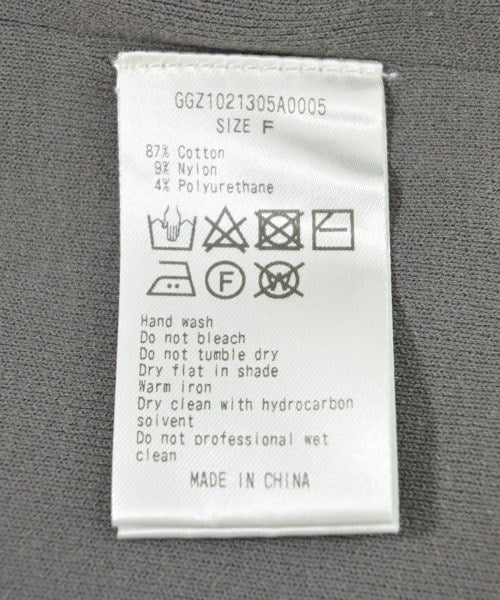 GGZ1021305A0005
SIZE F
87% Cotton
9% Nylon
4% Polyurethane
F W
Hand wash
Do not bleach
Do not tumble dry
Dry flat in shade
Warm iron
Dry clean with hydrocarbon
solvent
Do not professional wet
clean
MADE IN CHINA